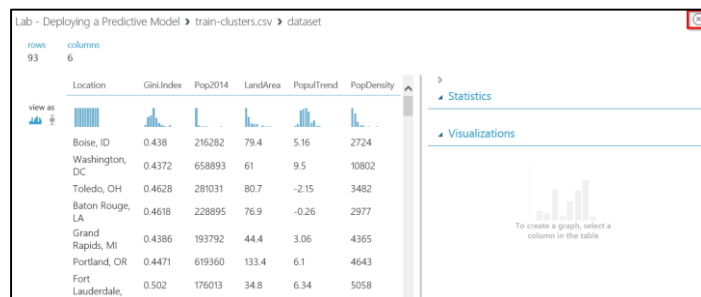 Lab - Deploying a Predictive Model > train-clusters.csv > dataset
rows columns
93 6
Location Gini.Index Pop2014 LandArea PopulTrend PopDensity
view as
Boise, ID 0.438 216282 79.4 5.16 2724
Washington, DC 0.4372 658893 61 9.5 10802
Toledo, OH 0.4628 281031 80.7 -2.15 3482
Baton Rouge, LA 0.4618 228895 76.9 -0.26 2977
Grand Rapids, MI 0.4386 193792 44.4 3.06 4365
Portland, OR 0.4471 619360 133.4 6.1 4643
Fort Lauderdale, 0.502 176013 34.8 6.34 5058
Statistics
Visualizations
To create a graph, select a
column in the table